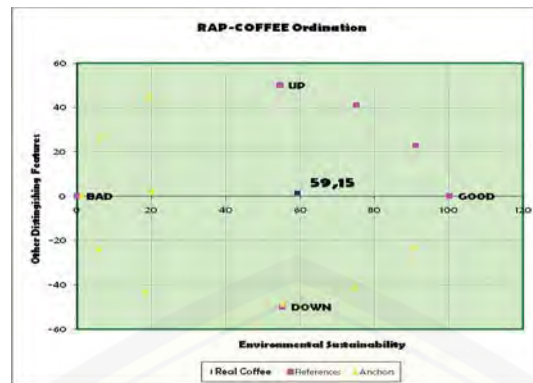 RAP-COFFEE Ordination
60
UP
40
20
59,15
0
BAD
GOOD
0
20
40
60
80
100
120
-20
-40
DOWN
-60
Other Distingishing Features
Environmental Sustainability
Real Coffee
References
Anchors